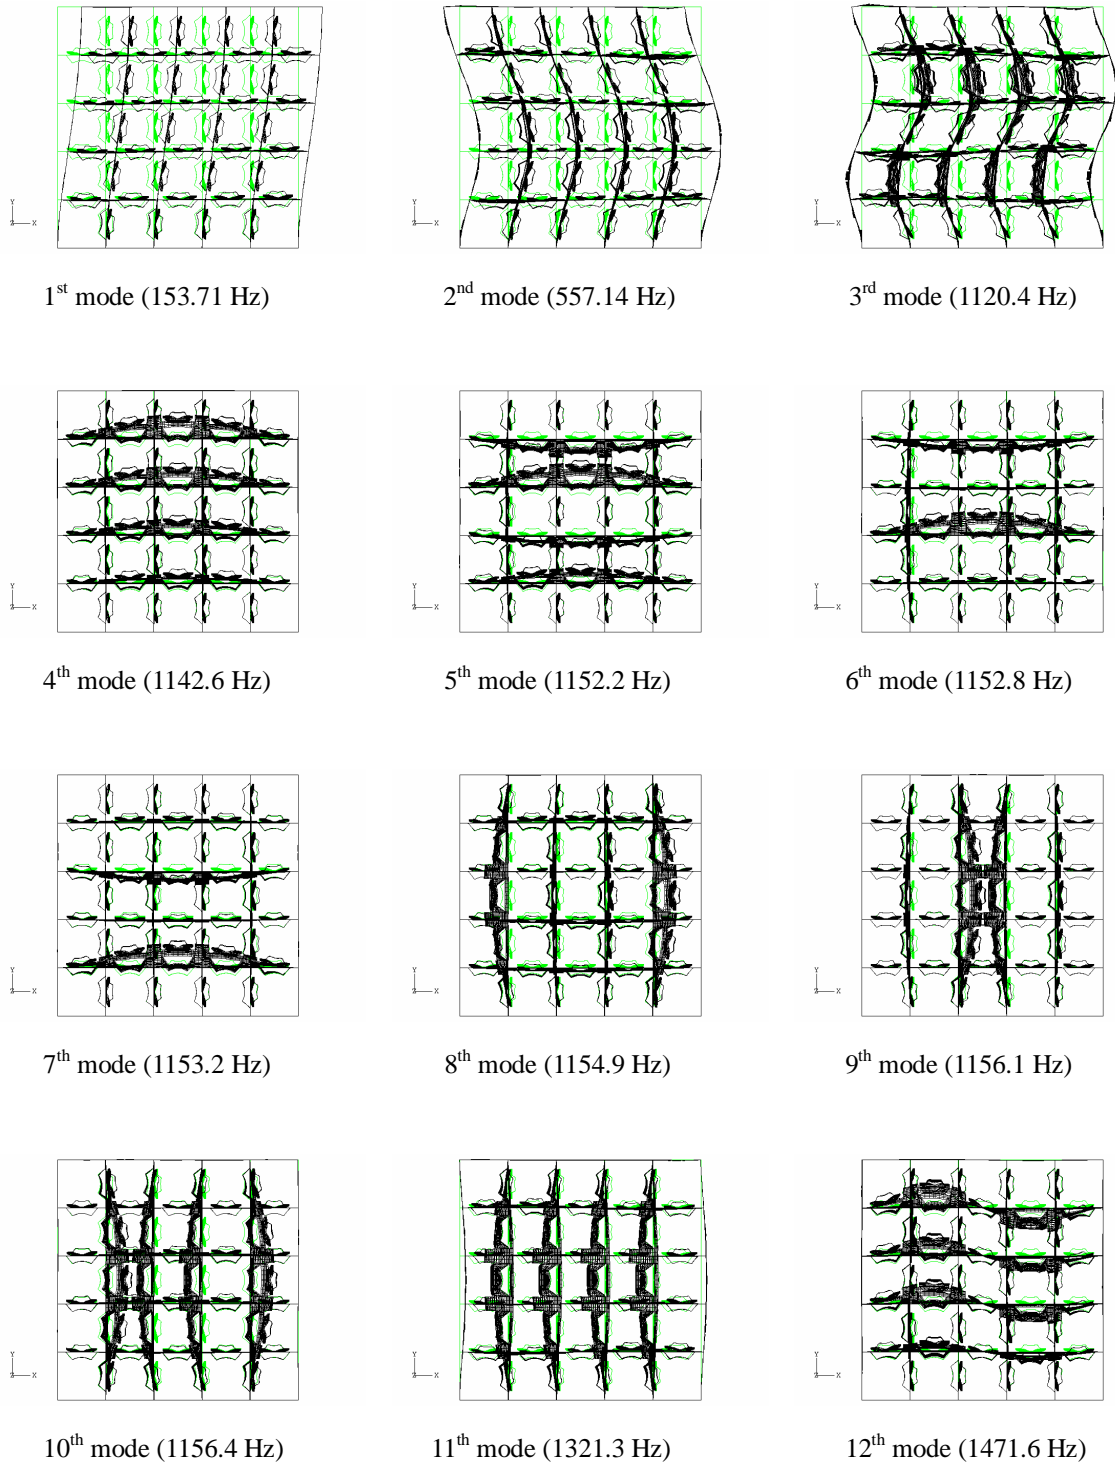 1st mode (153.71 Hz)
2nd mode (557.14 Hz)
3rd mode (1120.4 Hz)
4th mode (1142.6 Hz)
5th mode (1152.2 Hz)
6th mode (1152.8 Hz)
7th mode (1153.2 Hz)
8th mode (1154.9 Hz)
9th mode (1156.1 Hz)
10th mode (1156.4 Hz)
11th mode (1321.3 Hz)
12th mode (1471.6 Hz)